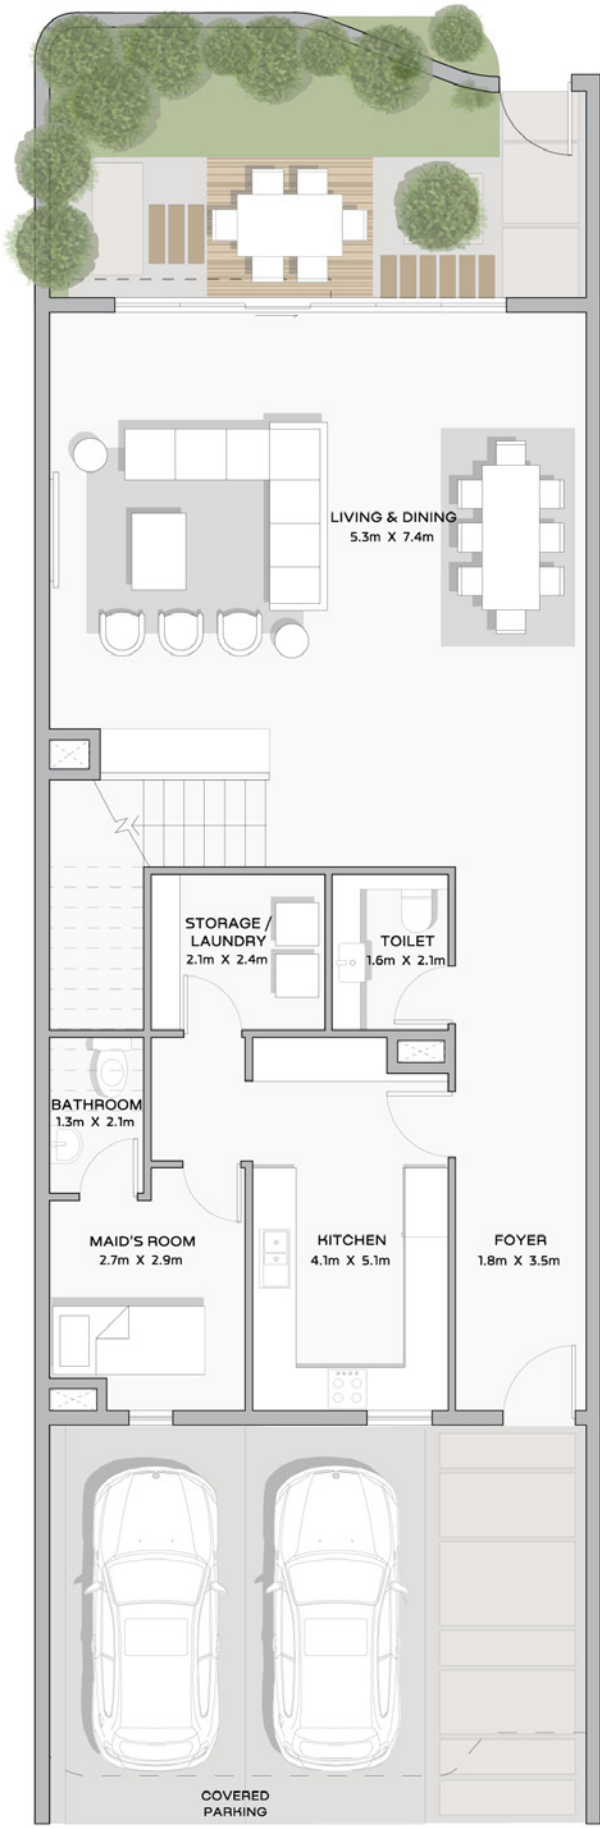 LIVING & DINING
5.3m X 7.4m
STORAGE /
LAUNDRY
2.1m X 2.4m
TOILET
1.6m X 2.1m
BATHROOM
1.3m X 2.1m
MAID'S ROOM
2.7m X 2.9m
KITCHEN
4.1m X 5.1m
FOYER
1.8m X 3.5m
COVERED
PARKING